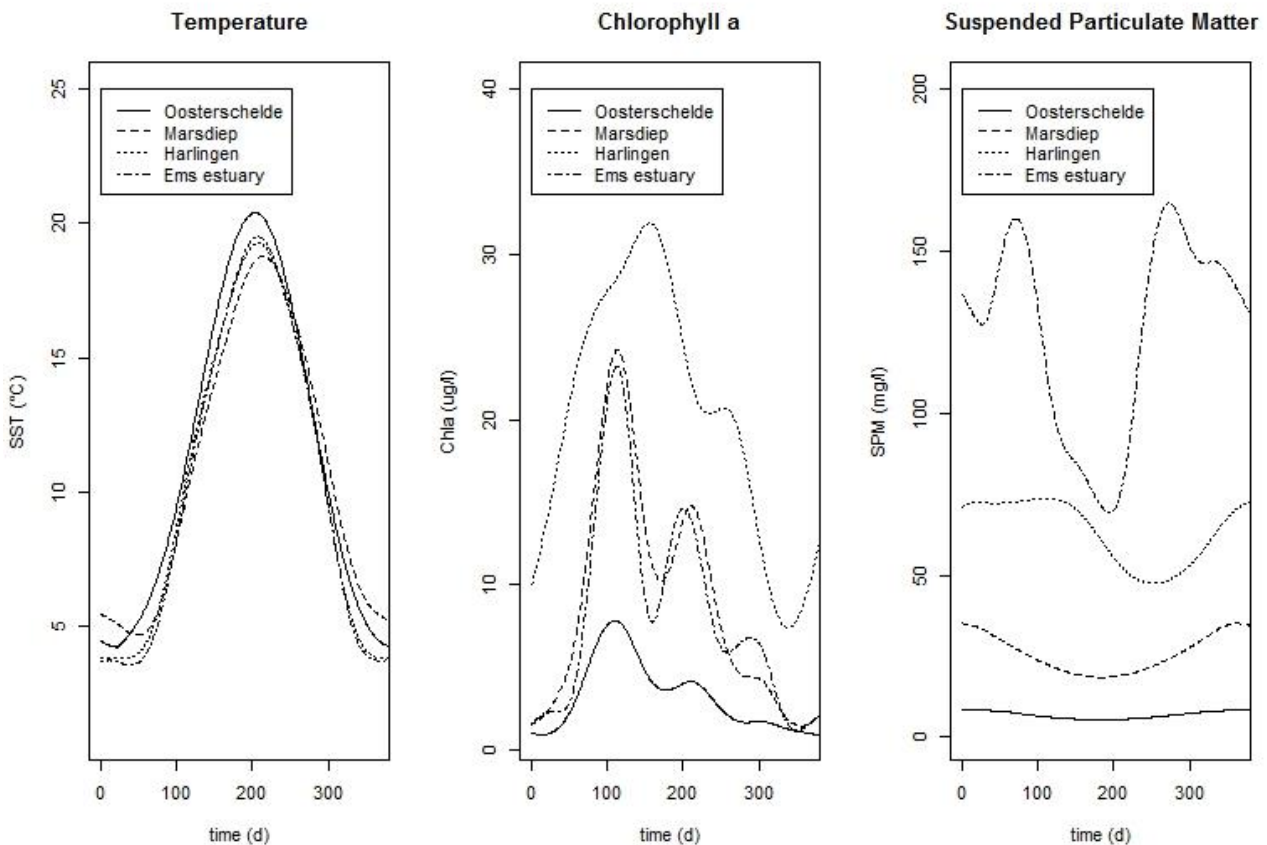 Temperature
SST (°C)
25
20
15
10
5
Oosterschelde
Marsdiep
Harlingen
Ems estuary
0 100 200 300
time (d)
Chlorophyll a
Chla (ug/l)
40
30
20
10
0
Oosterschelde
Marsdiep
Harlingen
Ems estuary
0 100 200 300
time (d)
Suspended Particulate Matter
SPM (mg/l)
200
150
100
50
0
Oosterschelde
Marsdiep
Harlingen
Ems estuary
0 100 200 300
time (d)